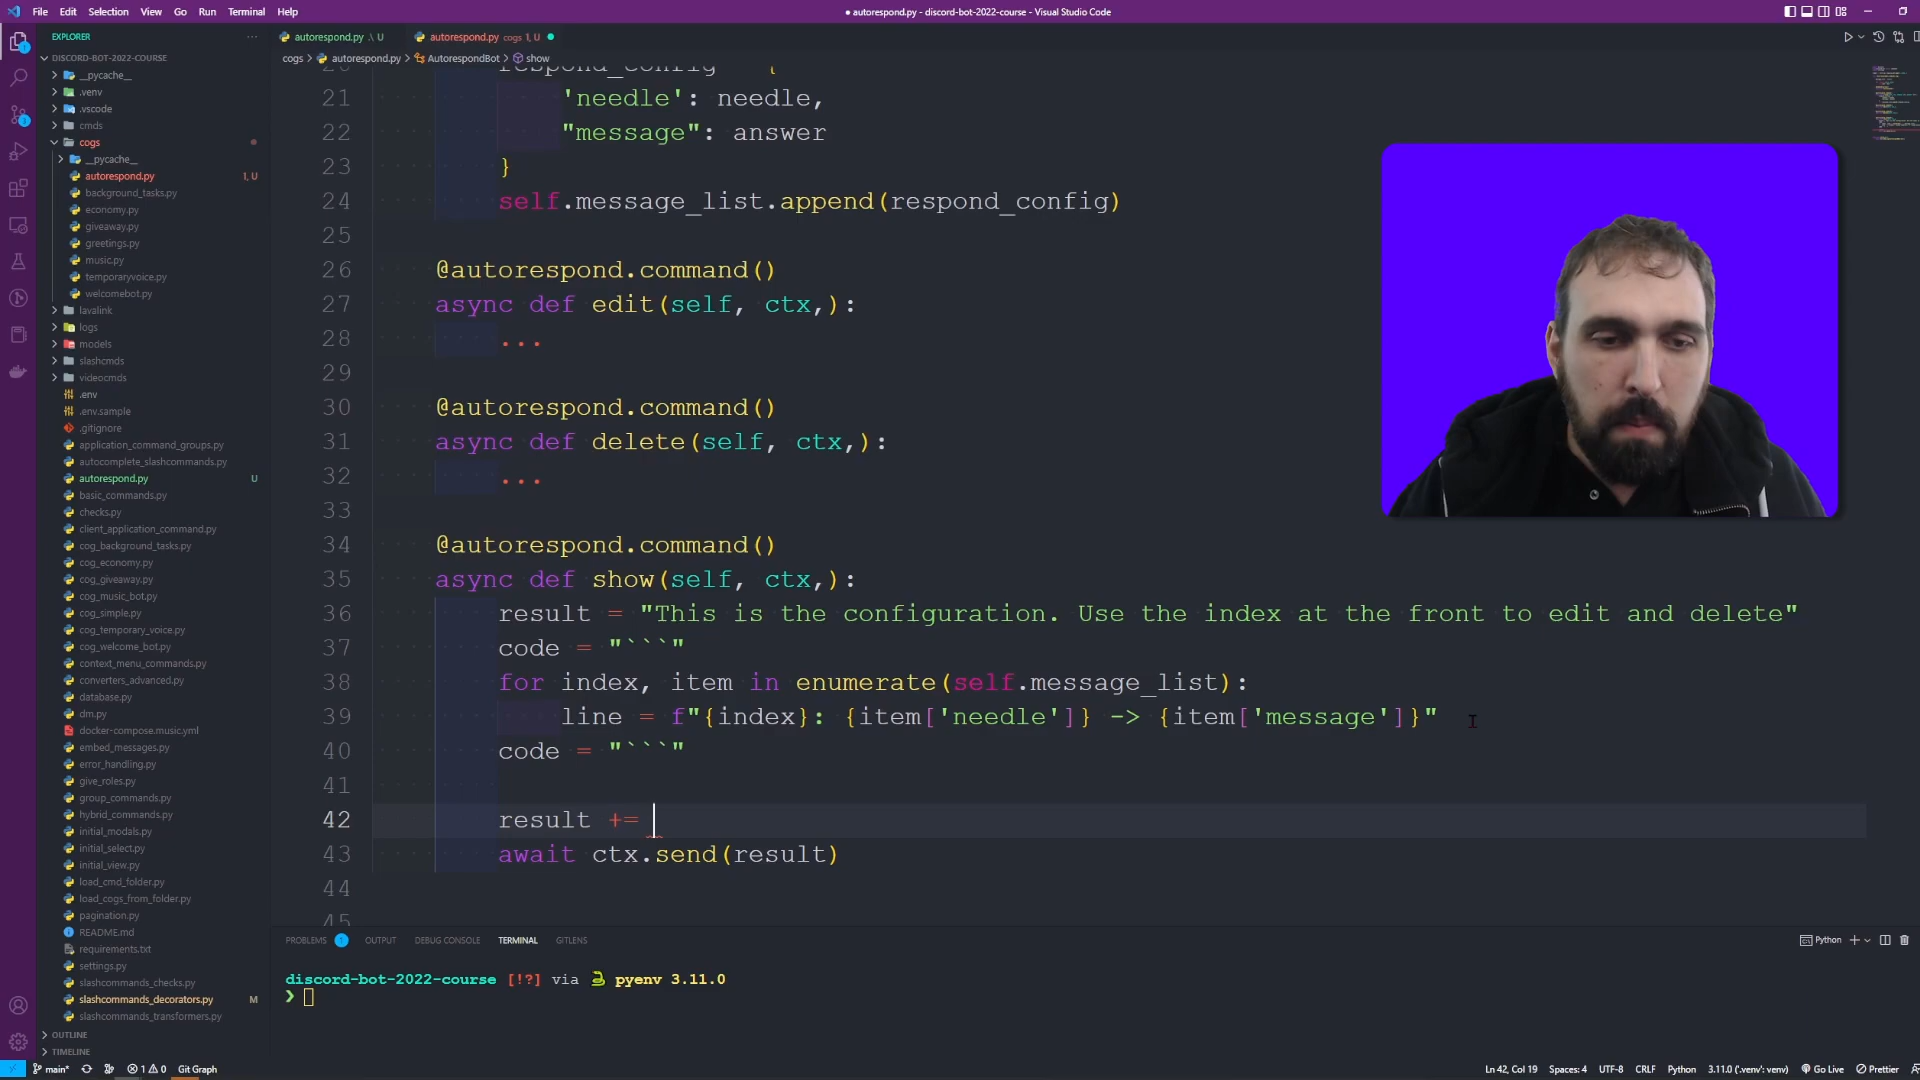 File Edit Selection View Go Run Terminal Help
● autorespond.py - discord-bot-2022-course - Visual Studio Code
EXPLORER
DISCORD-BOT-2022-COURSE
__pycache__
.venv
.vscode
cmds
cogs
__pycache__
autorespond.py 1, U
background_tasks.py
economy.py
giveaway.py
greetings.py
music.py
temporaryvoice.py
welcomebot.py
lavalink
logs
models
slashcmds
videocmds
.env
.env.sample
.gitignore
application_command_groups.py
autocomplete_slashcommands.py
autorespond.py U
basic_commands.py
checks.py
client_application_command.py
cog_background_tasks.py
cog_economy.py
cog_giveaway.py
cog_music_bot.py
cog_simple.py
cog_temporary_voice.py
cog_welcome_bot.py
context_menu_commands.py
converters_advanced.py
database.py
dm.py
docker-compose.music.yml
embed_messages.py
error_handling.py
give_roles.py
group_commands.py
hybrid_commands.py
initial_modals.py
initial_select.py
initial_view.py
load_cmd_folder.py
load_cogs_from_folder.py
pagination.py
README.md
requirements.txt
settings.py
slashcommands_checks.py
slashcommands_decorators.py M
slashcommands_transformers.py
OUTLINE
TIMELINE
autorespond.py .\ U
autorespond.py cogs 1, U
cogs > autorespond.py > AutorespondBot > show
respond_config {
21 'needle': needle,
22 "message": answer
23 }
24 self.message_list.append(respond_config)
25
26 @autorespond.command()
27 async def edit(self, ctx,):
28 ...
29
30 @autorespond.command()
31 async def delete(self, ctx,):
32 ...
33
34 @autorespond.command()
35 async def show(self, ctx,):
36 result = "This is the configuration. Use the index at the front to edit and delete"
37 code = "```"
38 for index, item in enumerate(self.message_list):
39 line = f"{index}: {item['needle']} -> {item['message']}"
40 code = "```"
41
42 result +=
43 await ctx.send(result)
44
45
PROBLEMS 1 OUTPUT DEBUG CONSOLE TERMINAL GITLENS
Python
discord-bot-2022-course [!?] via pyenv 3.11.0
❯
main* 1 0 Git Graph
Ln 42, Col 19 Spaces: 4 UTF-8 CRLF Python 3.11.0 ('.venv': venv) Go Live Prettier